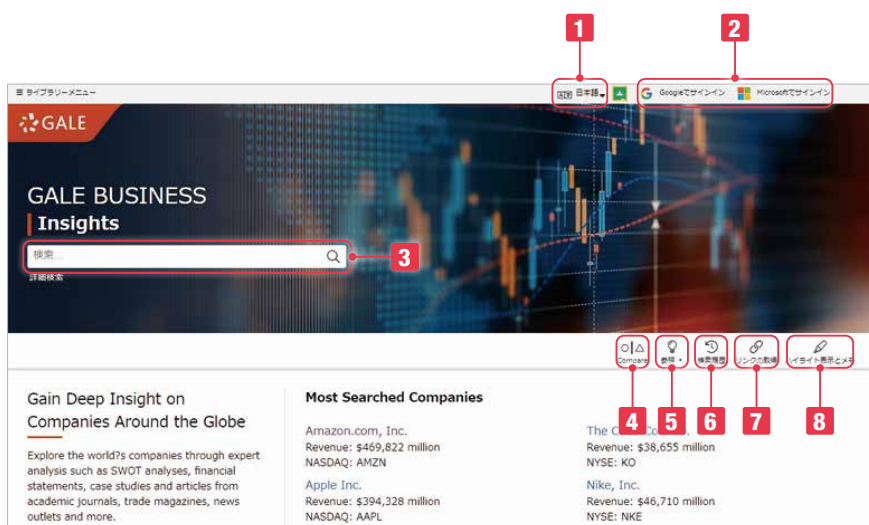 1
2
≡ ライブラリーメニュー
日本語
Googleでサインイン
Microsoftでサインイン
GALE
GALE BUSINESS
Insights
検索...
3
詳細検索
Compare
参照
検索履歴
リンクの取得
ハイライト表示とメモ
4
5
6
7
8
Gain Deep Insight on
Companies Around the Globe
Explore the world?s companies through expert
analysis such as SWOT analyses, financial
statements, case studies and articles from
academic journals, trade magazines, news
outlets and more.
Most Searched Companies
Amazon.com, Inc.
Revenue: $469,822 million
NASDAQ: AMZN
Apple Inc.
Revenue: $394,328 million
NASDAQ: AAPL
The
Revenue: $38,655 million
NYSE: KO
Nike, Inc.
Revenue: $46,710 million
NYSE: NKE